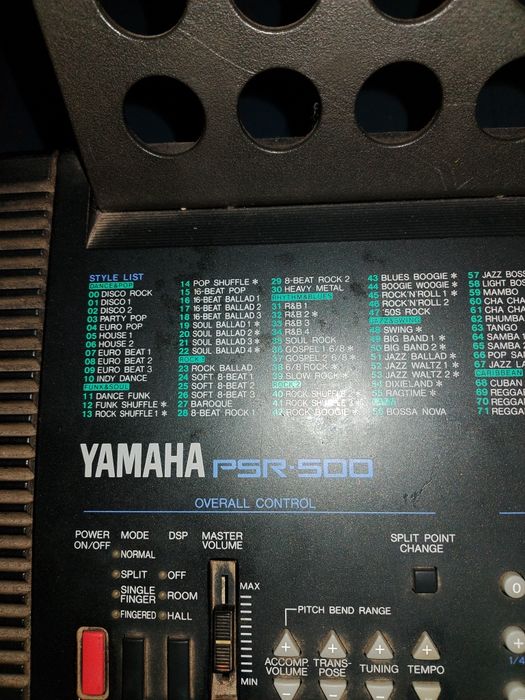 STYLE LIST
DANCE&POP
00 DISCO ROCK
01 DISCO 1
02 DISCO 2
03 PARTY POP
04 EURO POP
05 HOUSE 1
06 HOUSE 2
07 EURO BEAT 1
08 EURO BEAT 2
09 EURO BEAT 3
10 INDY DANCE
FUNK&SOUL
11 DANCE FUNK
12 FUNK SHUFFLE *
13 ROCK SHUFFLE 1 *
14 POP SHUFFLE *
15 16-BEAT POP
16 16-BEAT BALLAD 1
17 16-BEAT BALLAD 2
18 16-BEAT BALLAD 3
19 SOUL BALLAD 1 *
20 SOUL BALLAD 2 *
21 SOUL BALLAD 3 *
22 SOUL BALLAD 4 *
23 ROCK BALLAD
24 SOFT 8-BEAT 1
25 SOFT 8-BEAT 2
26 SOFT 8-BEAT 3
27 BAROQUE
28 8-BEAT ROCK 1
29 8-BEAT ROCK 2
30 HEAVY METAL
RHYTHM&BLUES
31 R&B 1
32 R&B 2 *
33 R&B 3
34 R&B 4
35 SOUL ROCK
36 GOSPEL 1 6/8 *
37 GOSPEL 2 6/8 *
38 6/8 ROCK *
39 SLOW ROCK *
ROCK 2
40 ROCK SHUFFLE 2 *
41 ROCK SHUFFLE 3 *
42 ROCK BOOGIE *
43 BLUES BOOGIE *
44 BOOGIE WOOGIE *
45 ROCK'N'ROLL 1 *
46 ROCK'N'ROLL 2
47 '50S ROCK
JAZZ&SWING
48 SWING *
49 BIG BAND 1 *
50 BIG BAND 2 *
51 JAZZ BALLAD *
52 JAZZ WALTZ 1 *
53 JAZZ WALTZ 2 *
54 DIXIELAND *
55 RAGTIME *
56 BOSSA NOVA
57 JAZZ BOSS
58 LIGHT BOS
59 MAMBO
60 CHA CHA
61 CHA CHA
62 RHUMBA
63 TANGO
64 SAMBA 1
65 SAMBA 2
66 POP SA
67 JAZZ LA
CARIBBEAN
68 CUBAN
69 REGGAE
70 REGGAE
71 REGGA
YAMAHA PSR-500
OVERALL CONTROL
POWER ON/OFF
MODE
NORMAL
SPLIT
SINGLE FINGER
FINGERED
DSP
OFF
ROOM
HALL
MASTER VOLUME
MAX
MIN
SPLIT POINT CHANGE
PITCH BEND RANGE
ACCOMP. VOLUME
TRANS- POSE
TUNING
TEMPO
+ + + +
− − − −
0
+
1/4